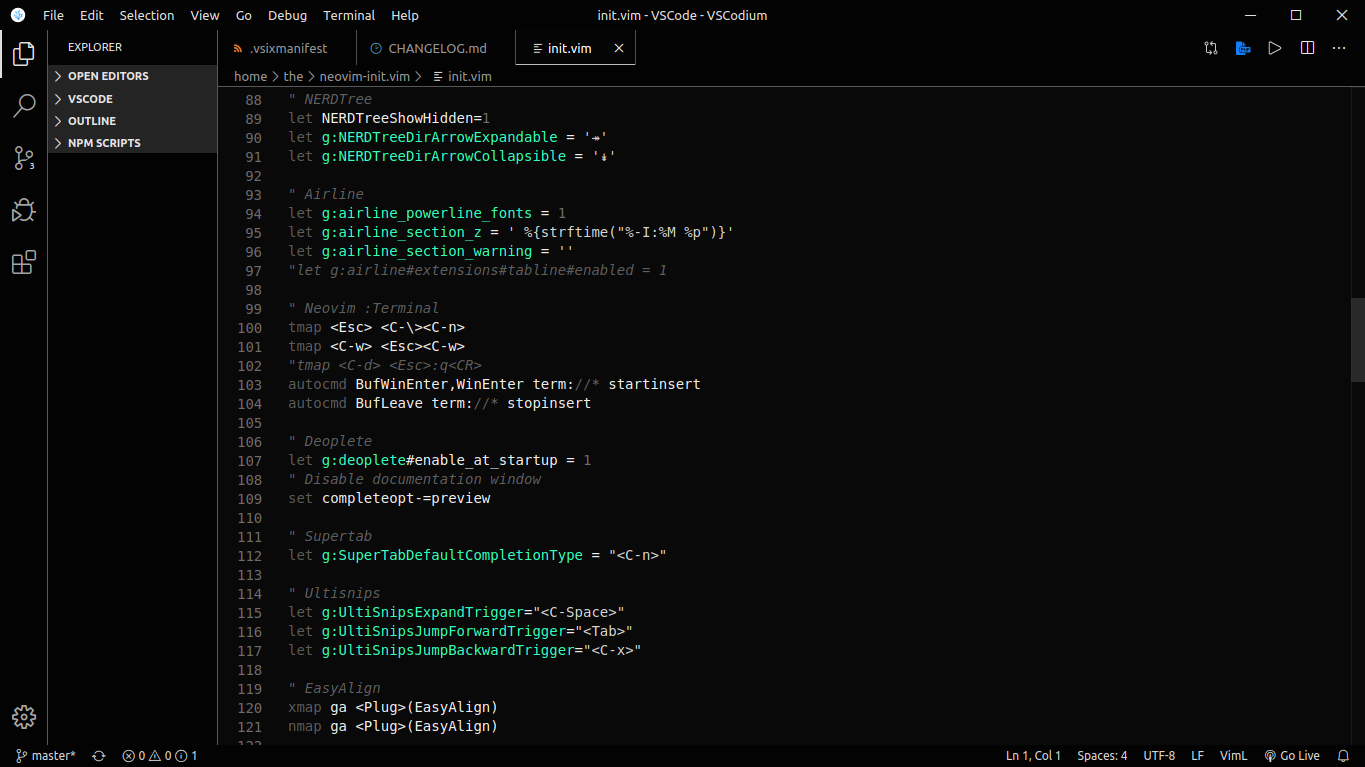 File Edit Selection View Go Debug Terminal Help init.vim - VSCode - VSCodium
EXPLORER
OPEN EDITORS
VSCODE
OUTLINE
NPM SCRIPTS
3
.vsixmanifest CHANGELOG.md init.vim
home > the > neovim-init.vim > init.vim
88 " NERDTree
89 let NERDTreeShowHidden=1
90 let g:NERDTreeDirArrowExpandable = '↠'
91 let g:NERDTreeDirArrowCollapsible = '↡'
92
93 " Airline
94 let g:airline_powerline_fonts = 1
95 let g:airline_section_z = ' %{strftime("%-I:%M %p")}'
96 let g:airline_section_warning = ''
97 "let g:airline#extensions#tabline#enabled = 1
98
99 " Neovim :Terminal
100 tmap <Esc> <C-\><C-n>
101 tmap <C-w> <Esc><C-w>
102 "tmap <C-d> <Esc>:q<CR>
103 autocmd BufWinEnter,WinEnter term://* startinsert
104 autocmd BufLeave term://* stopinsert
105
106 " Deoplete
107 let g:deoplete#enable_at_startup = 1
108 " Disable documentation window
109 set completeopt-=preview
110
111 " Supertab
112 let g:SuperTabDefaultCompletionType = "<C-n>"
113
114 " Ultisnips
115 let g:UltiSnipsExpandTrigger="<C-Space>"
116 let g:UltiSnipsJumpForwardTrigger="<Tab>"
117 let g:UltiSnipsJumpBackwardTrigger="<C-x>"
118
119 " EasyAlign
120 xmap ga <Plug>(EasyAlign)
121 nmap ga <Plug>(EasyAlign)
master* 0 0 1 Ln 1, Col 1 Spaces: 4 UTF-8 LF VimL Go Live